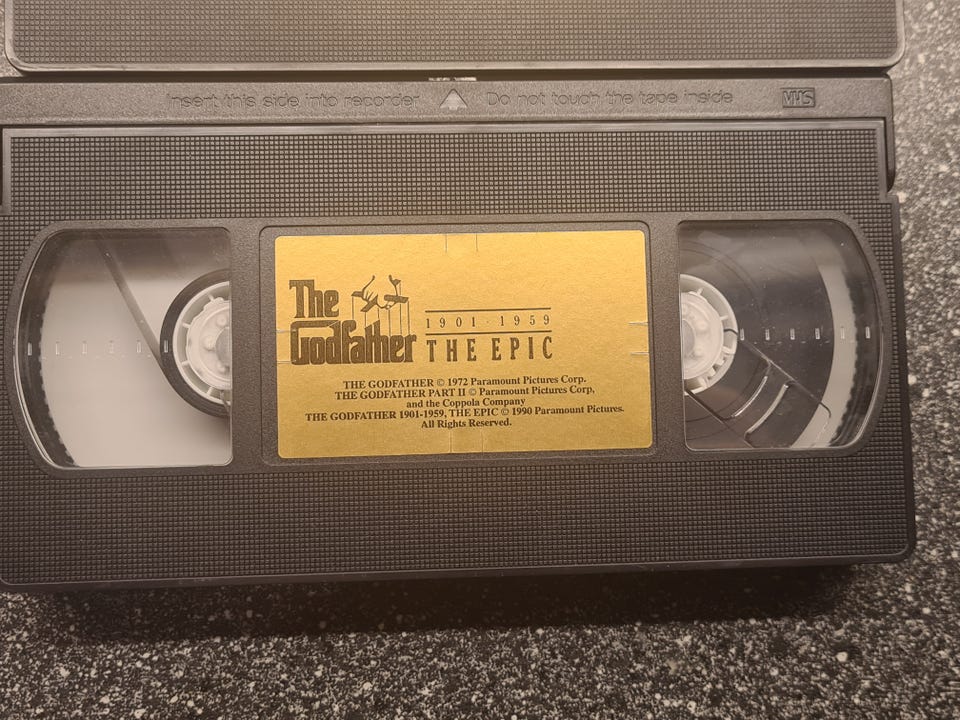 Insert this side into recorder Do not touch the tape inside VHS
The
Godfather
1901-1959
THE EPIC
THE GODFATHER © 1972 Paramount Pictures Corp.
THE GODFATHER PART II © Paramount Pictures Corp,
and the Coppola Company
THE GODFATHER 1901-1959, THE EPIC © 1990 Paramount Pictures.
All Rights Reserved.